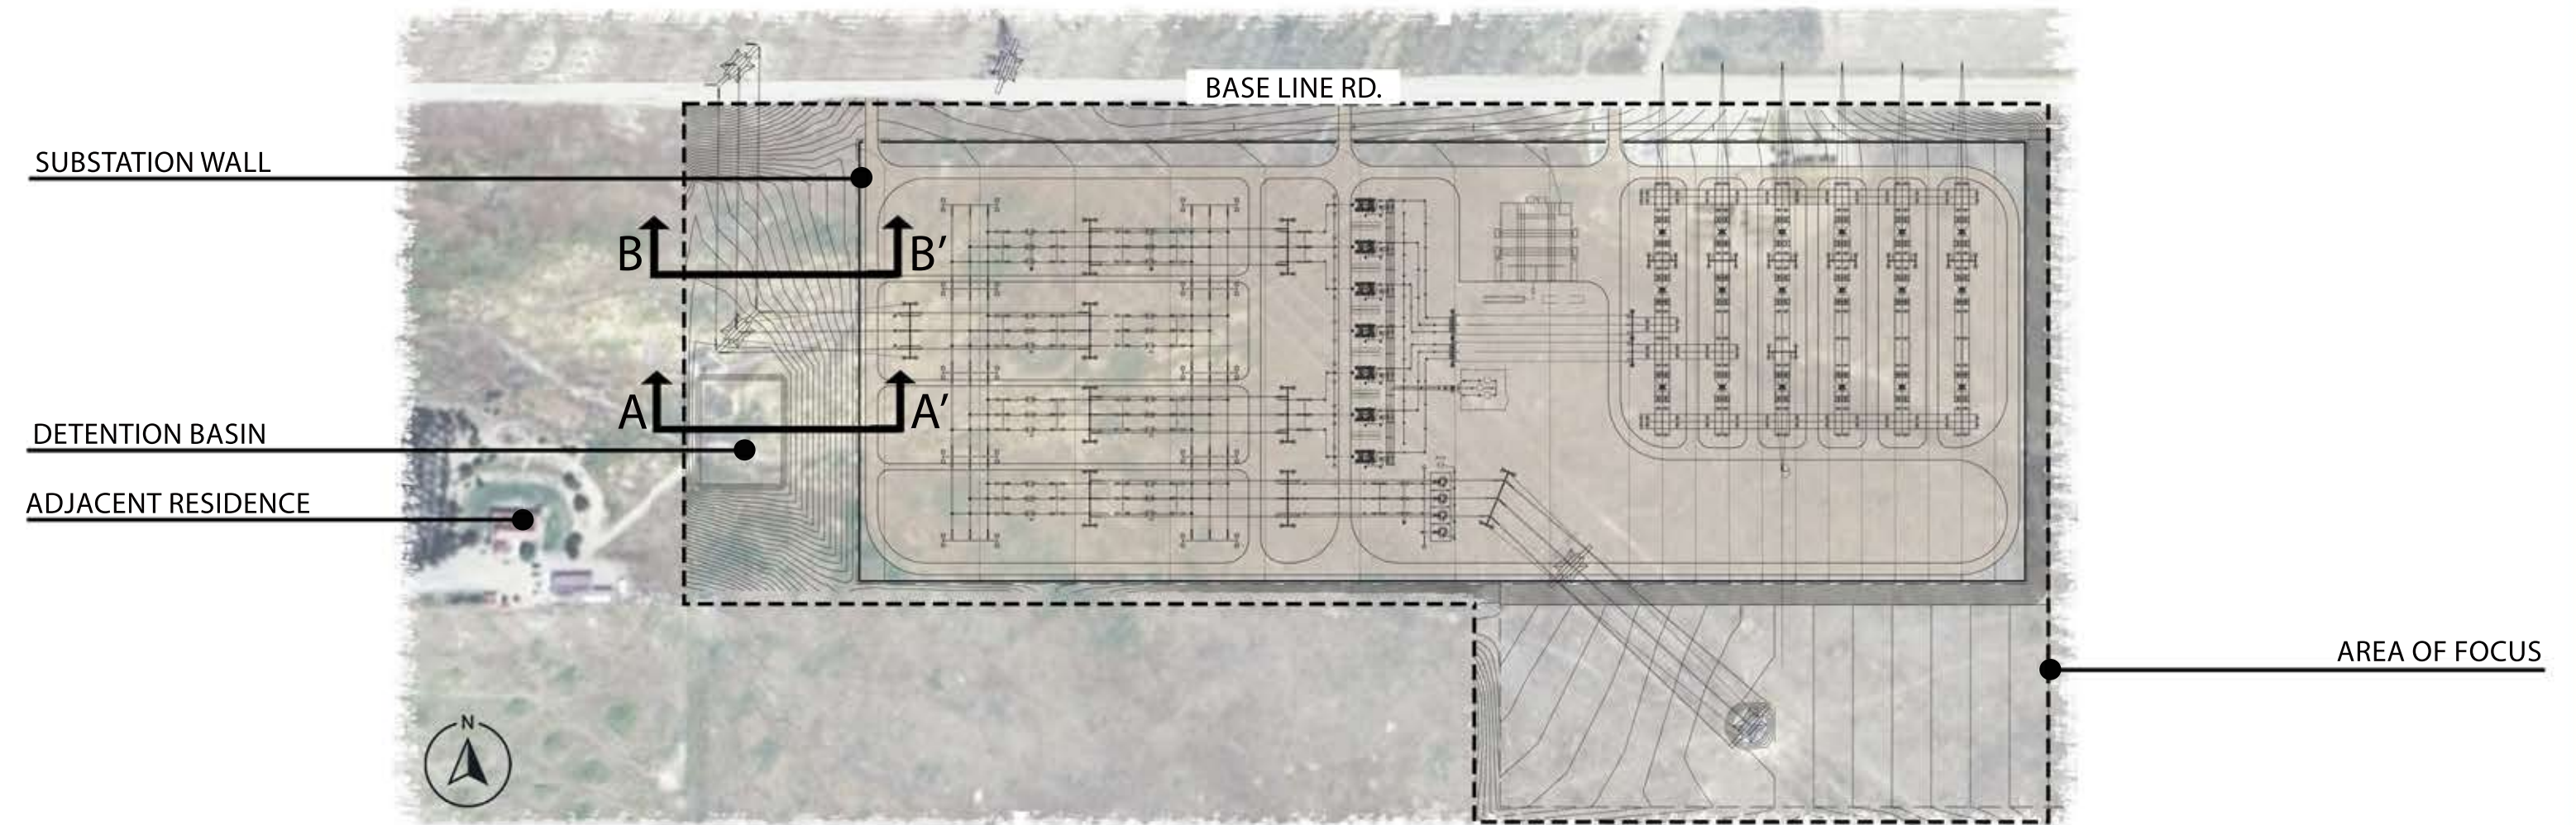 BASE LINE RD.
SUBSTATION WALL
B B’
A A’
DETENTION BASIN
ADJACENT RESIDENCE
AREA OF FOCUS
N